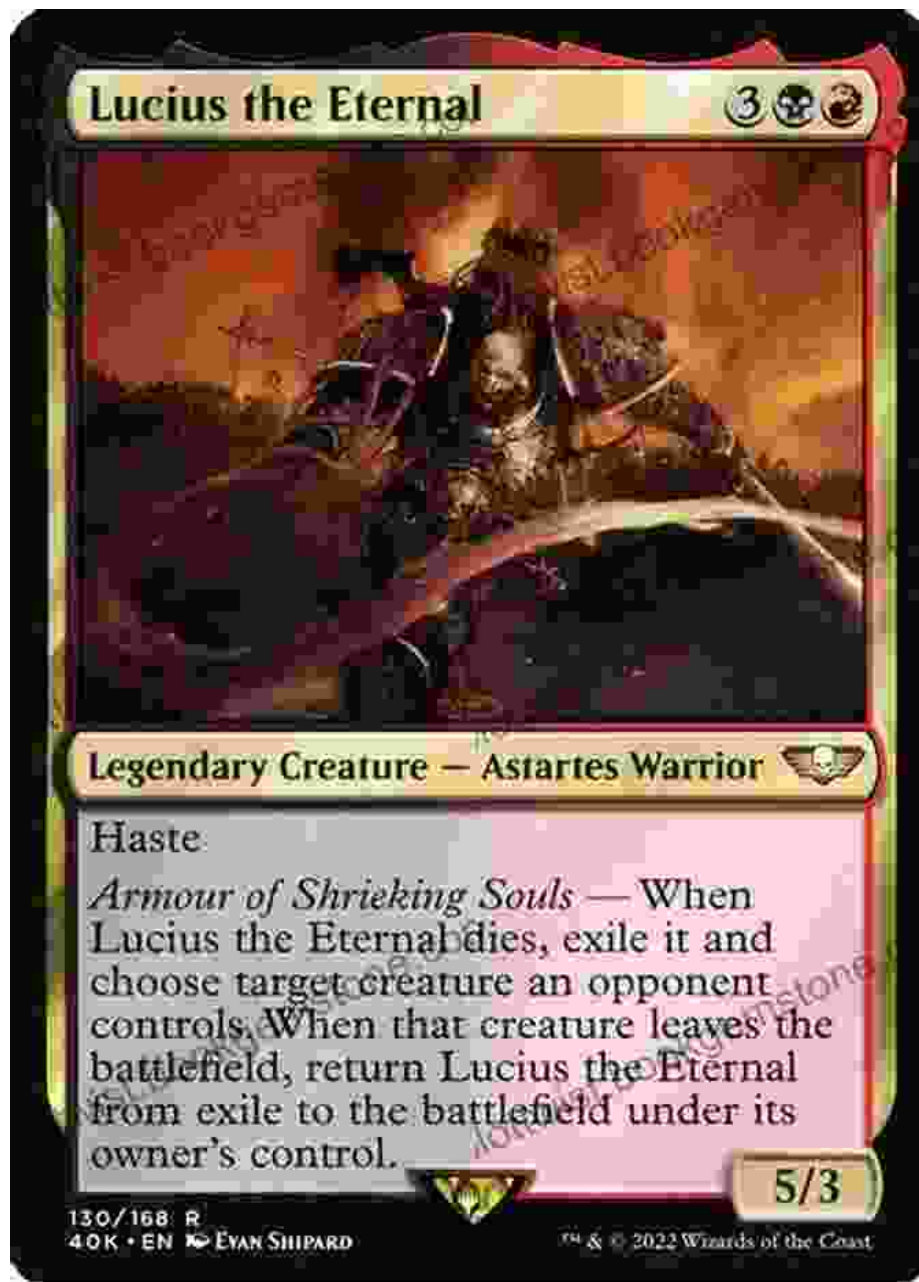 Lucius the Eternal 3
Legendary Creature — Astartes Warrior
Haste
Armour of Shrieking Souls — When
Lucius the Eternal dies, exile it and
choose target creature an opponent
controls. When that creature leaves the
battlefield, return Lucius the Eternal
from exile to the battlefield under its
owner's control.
5/3
130/168 R
40K • EN Evan Shipard
™ & © 2022 Wizards of the Coast